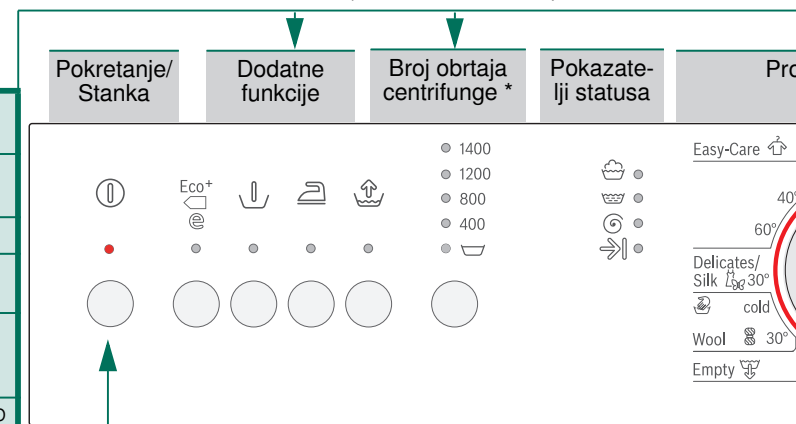 Pokretanje/
Stanka
Dodatne
funkcije
Broj obrtaja
centrifunge *
Pokazate-
lji statusa
Eco+
e
1400
1200
800
400
Easy-Care
40°
60°
Delicates/
Silk 30°
cold
Wool 30°
Empty